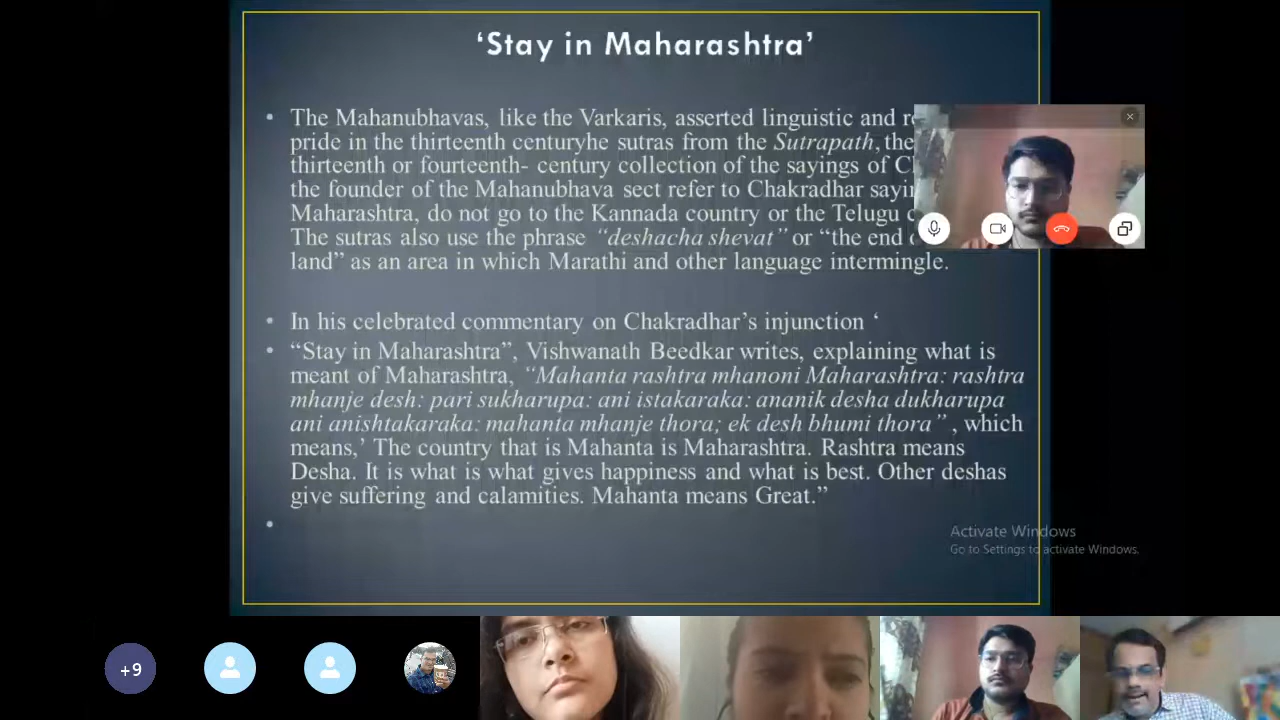 ‘Stay in Maharashtra’
• The Mahanubhavas, like the Varkaris, asserted linguistic and
pride in the thirteenth centuryhe sutras from the Sutrapath, the
thirteenth or fourteenth- century collection of the sayings of
the founder of the Mahanubhava sect refer to Chakradhar
Maharashtra, do not go to the Kannada country or the Telugu
The sutras also use the phrase “deshacha shevat” or “the end
land” as an area in which Marathi and other language intermingle.
• In his celebrated commentary on Chakradhar’s injunction ‘
• “Stay in Maharashtra”, Vishwanath Beedkar writes, explaining what is
meant of Maharashtra, “Mahanta rashtra mhanoni Maharashtra: rashtra
mhanje desh: pari sukharupa: ani istakaraka: ananik desha dukharupa
ani anishtakaraka: mahanta mhanje thora; ek desh bhumi thora” , which
means,’ The country that is Mahanta is Maharashtra. Rashtra means
Desha. It is what is what gives happiness and what is best. Other deshas
give suffering and calamities. Mahanta means Great.”
•
Activate Windows
Go to Settings to activate Windows.
+9